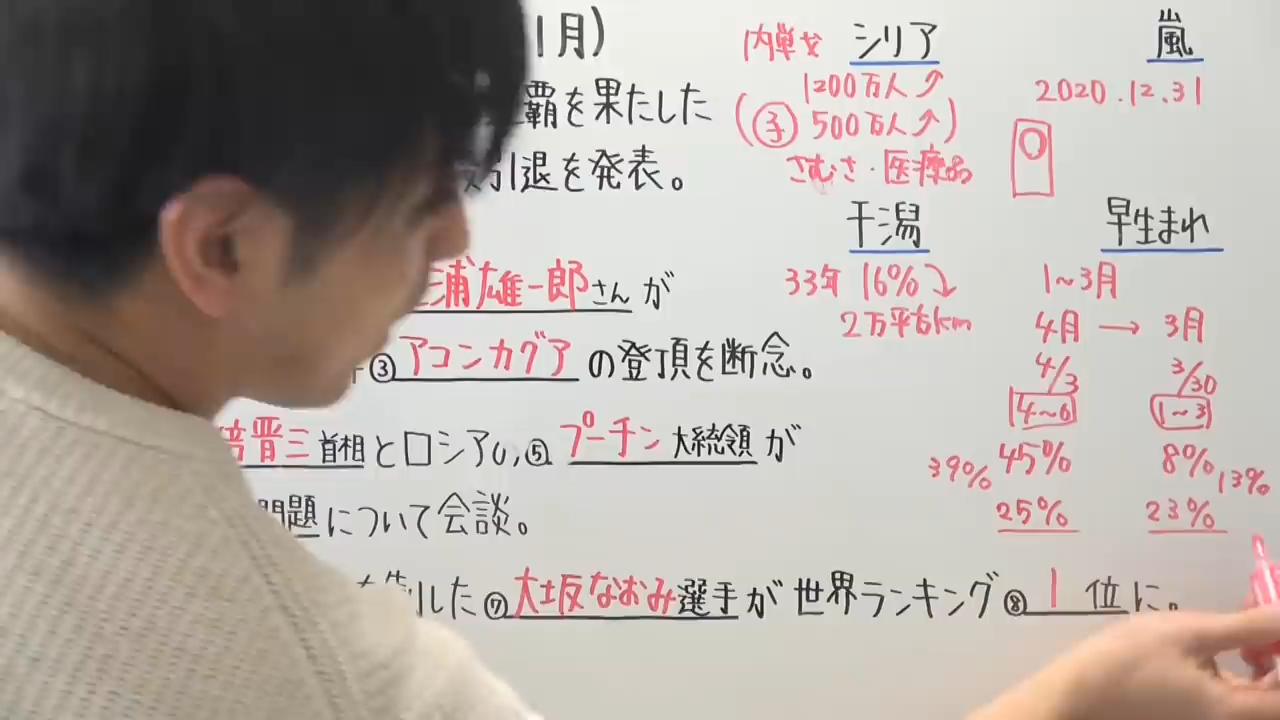 1月)
覇を果たした
引退を発表。
浦雄一郎さんが
③アコンカグアの登頂を断念。
倍晋三首相とロシアの⑤プーチン大統領が
問題について会談。
した⑦大坂なおみ選手が世界ランキング⑧1位に。
内戦 シリア
1200万人↑
(子 500万人↑)
さむさ・医療品
干潟
33年 16%↘
2万平方km
嵐
2020.12.31
早生まれ
1~3月
4月 → 3月
4/3 3/30
4~6 1~3
39% 45% 8% 13%
25% 23%